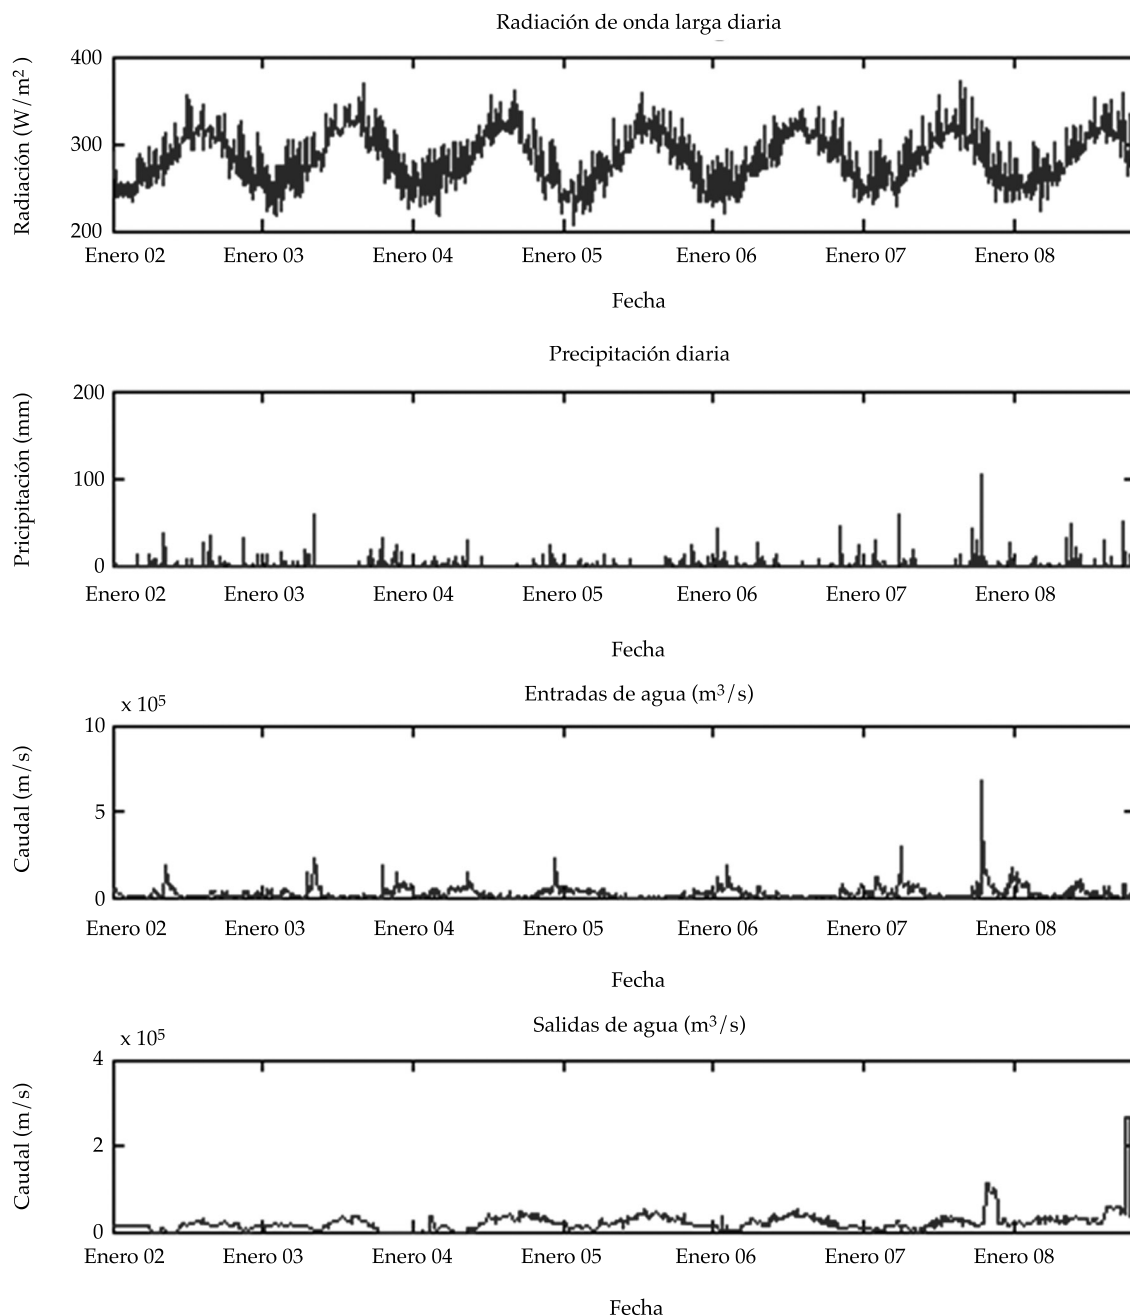 Radiación de onda larga diaria
Radiación (W/m²)
400
300
200
Enero 02 Enero 03 Enero 04 Enero 05 Enero 06 Enero 07 Enero 08
Fecha
Precipitación diaria
Pricipitación (mm)
200
100
0
Enero 02 Enero 03 Enero 04 Enero 05 Enero 06 Enero 07 Enero 08
Fecha
Entradas de agua (m³/s)
x 10⁵
Caudal (m/s)
10
5
0
Enero 02 Enero 03 Enero 04 Enero 05 Enero 06 Enero 07 Enero 08
Fecha
Salidas de agua (m³/s)
x 10⁵
Caudal (m/s)
4
2
0
Enero 02 Enero 03 Enero 04 Enero 05 Enero 06 Enero 07 Enero 08
Fecha